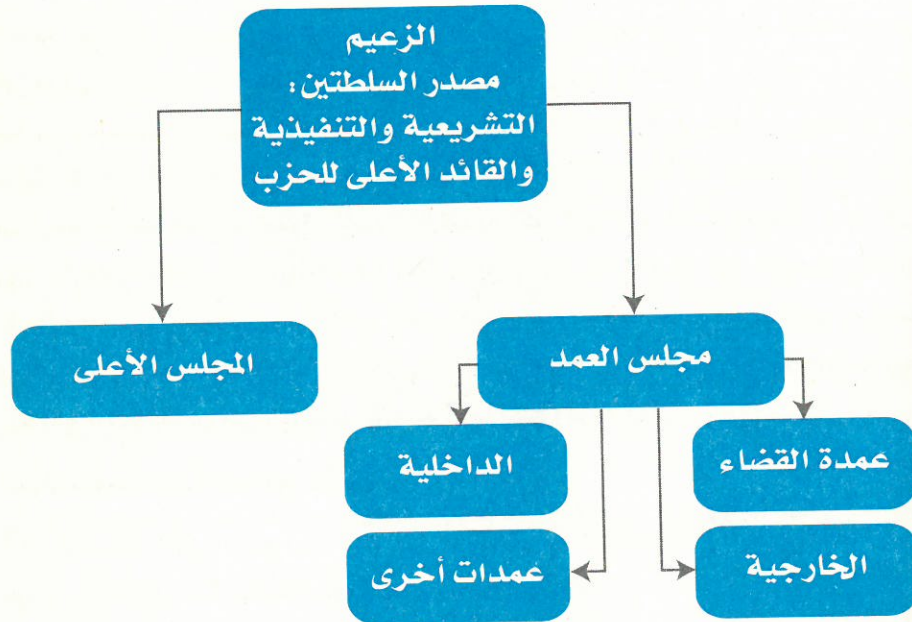 الزعيم
مصدر السلطتين:
التشريعية والتنفيذية
والقائد الأعلى للحزب
مجلس العمد
المجلس الأعلى
عمدة القضاء
الداخلية
الخارجية
عمدات أخرى